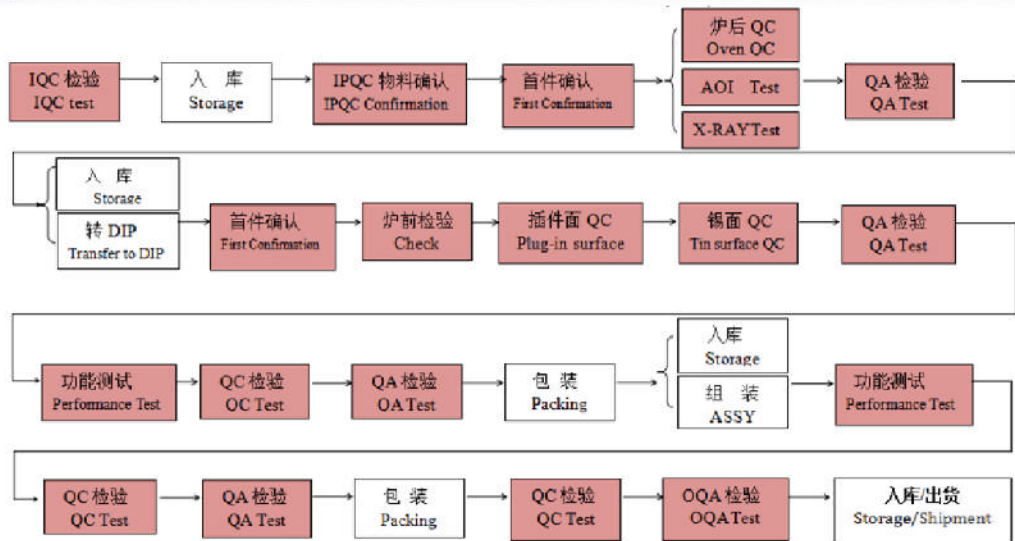 IQC 检验
IQC test
入 库
Storage
IPQC 物料确认
IPQC Confirmation
首件确认
First Confirmation
炉后 QC
Oven QC
AOI Test
X-RAY Test
QA 检验
QA Test
入 库
Storage
转 DIP
Transfer to DIP
首件确认
First Confirmation
炉前检验
Check
插件面 QC
Plug-in surface
锡面 QC
Tin surface QC
QA 检验
QA Test
功能测试
Performance Test
QC 检验
QC Test
QA 检验
QA Test
包 装
Packing
入库
Storage
组 装
ASSY
功能测试
Performance Test
QC 检验
QC Test
QA 检验
QA Test
包 装
Packing
QC 检验
QC Test
OQA 检验
OQA Test
入库/出货
Storage/Shipment